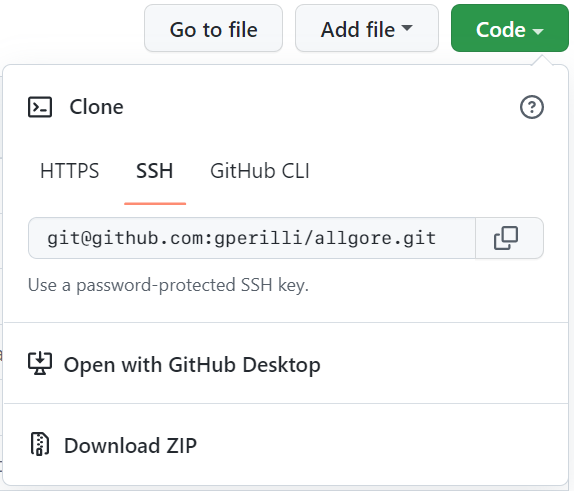 Go to file
Add file
Code
Clone
HTTPS
SSH
GitHub CLI
git@github.com:gperilli/allgore.git
Use a password-protected SSH key.
Open with GitHub Desktop
Download ZIP